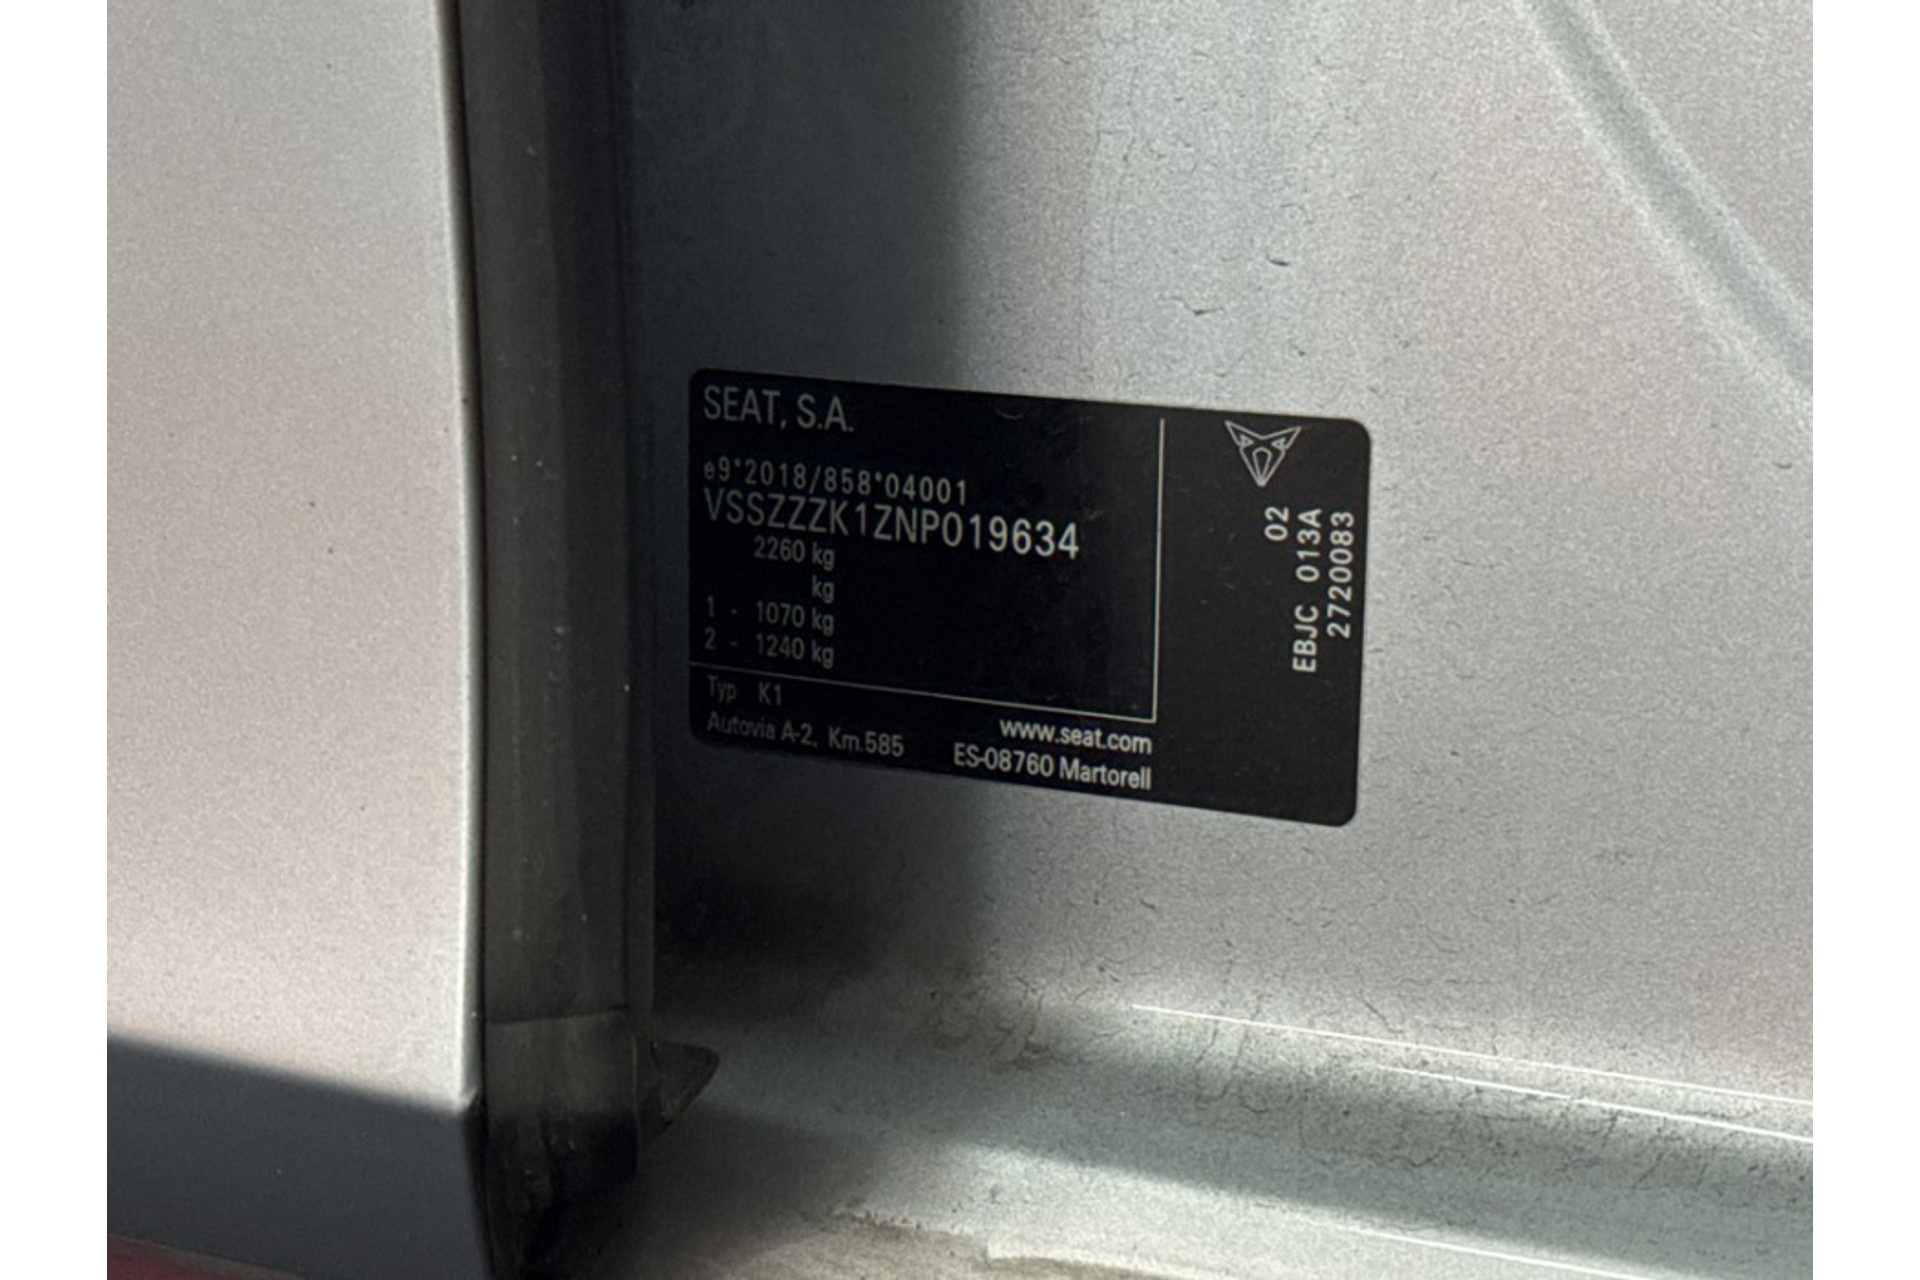 SEAT, S.A.
e9*2018/858*04001
VSSZZZK1ZNP019634
2260 kg
kg
1 - 1070 kg
2 - 1240 kg
Typ K1
www.seat.com
Autovia A-2, Km.585 ES-08760 Martorell
02
EBJC 013A
2720083